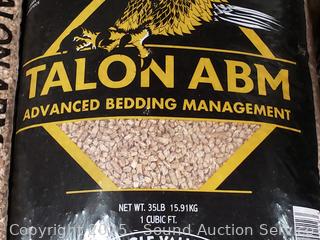 TALON ABM
ADVANCED BEDDING MANAGEMENT
NET WT. 35LB 15.91KG
1 CUBIC FT.
Copyright 2015 - Sound Auction Service